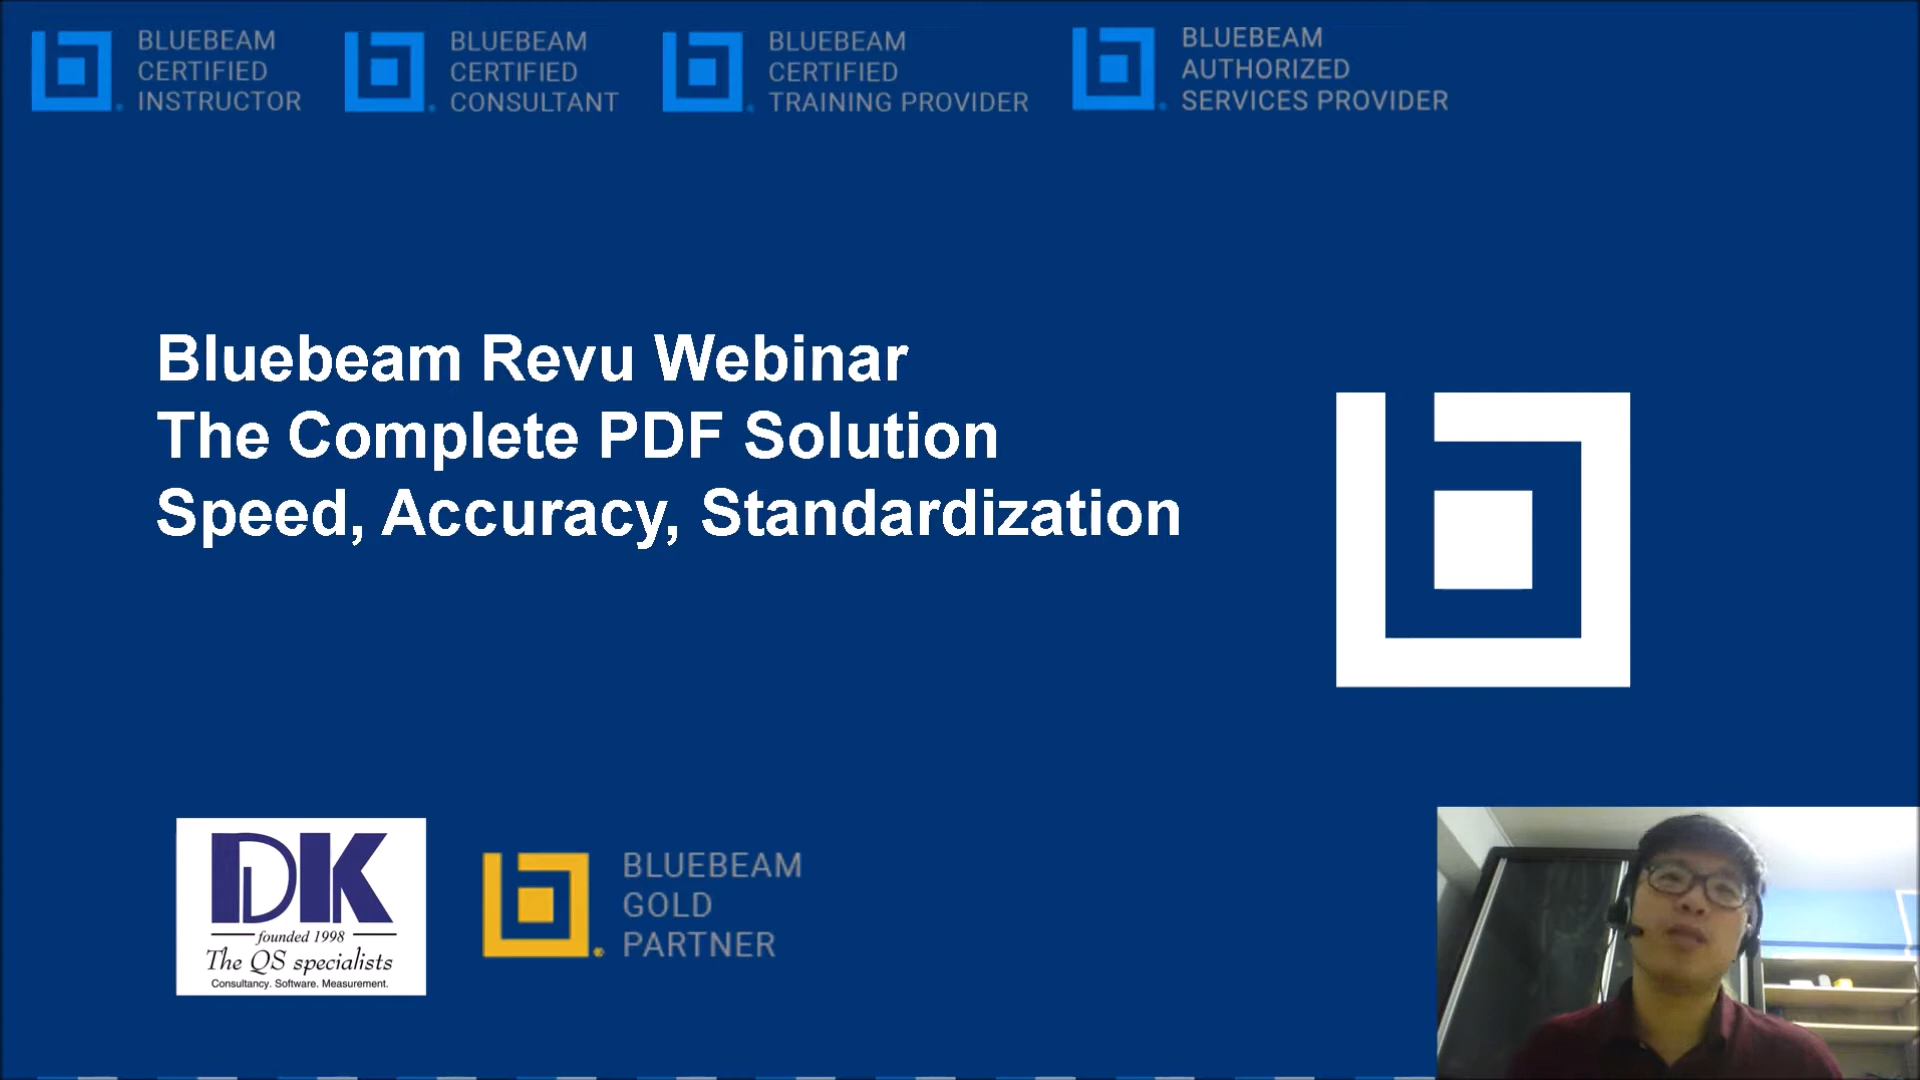 BLUEBEAM
CERTIFIED
INSTRUCTOR
BLUEBEAM
CERTIFIED
CONSULTANT
BLUEBEAM
CERTIFIED
TRAINING PROVIDER
BLUEBEAM
AUTHORIZED
SERVICES PROVIDER
Bluebeam Revu Webinar
The Complete PDF Solution
Speed, Accuracy, Standardization
DK
founded 1998
The QS specialists
Consultancy. Software. Measurement.
BLUEBEAM
GOLD
PARTNER